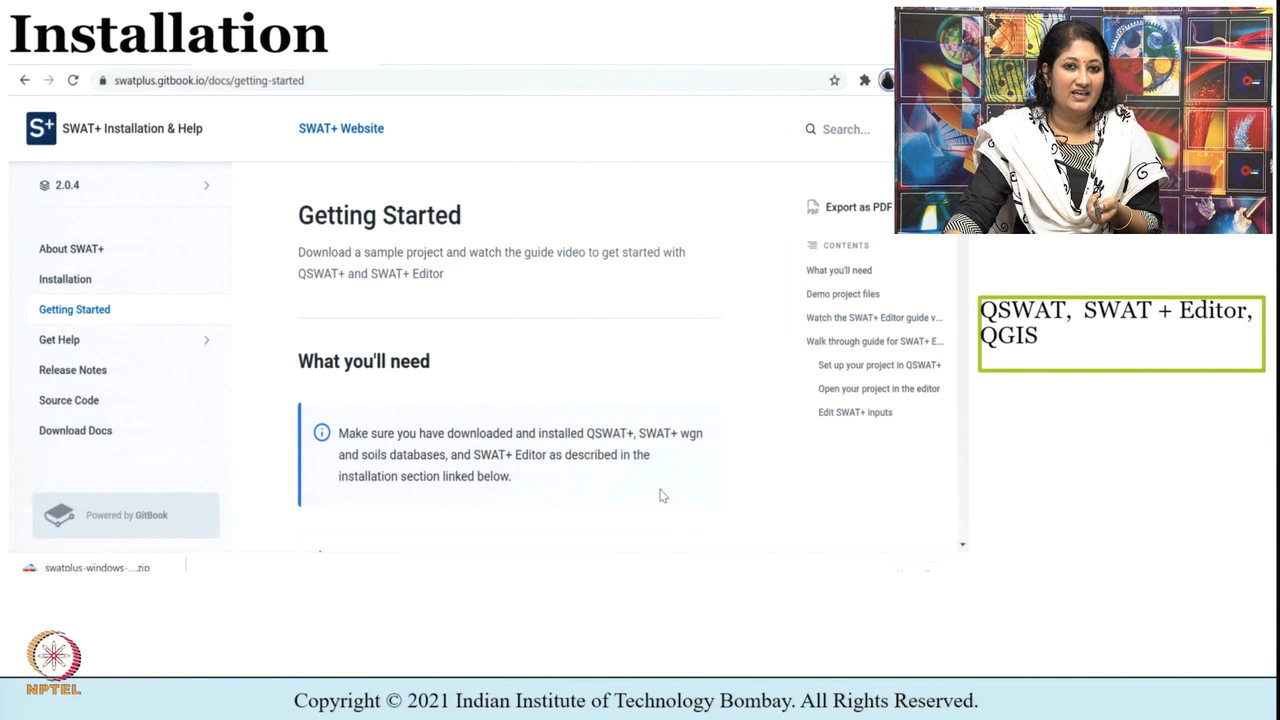 Installation
swatplus.gitbook.io/docs/getting-started
S+ SWAT+ Installation & Help
SWAT+ Website
Search...
2.0.4
About SWAT+
Installation
Getting Started
Get Help
Release Notes
Source Code
Download Docs
Powered by GitBook
Getting Started
Download a sample project and watch the guide video to get started with
QSWAT+ and SWAT+ Editor
What you'll need
Make sure you have downloaded and installed QSWAT+, SWAT+ wgn
and soils databases, and SWAT+ Editor as described in the
installation section linked below.
PDF Export as PDF
CONTENTS
What you'll need
Demo project files
Watch the SWAT+ Editor guide v...
Walk through guide for SWAT+ E...
Set up your project in QSWAT+
Open your project in the editor
Edit SWAT+ inputs
QSWAT, SWAT + Editor,
QGIS
swatplus-windows-....zip
NPTEL
Copyright © 2021 Indian Institute of Technology Bombay. All Rights Reserved.